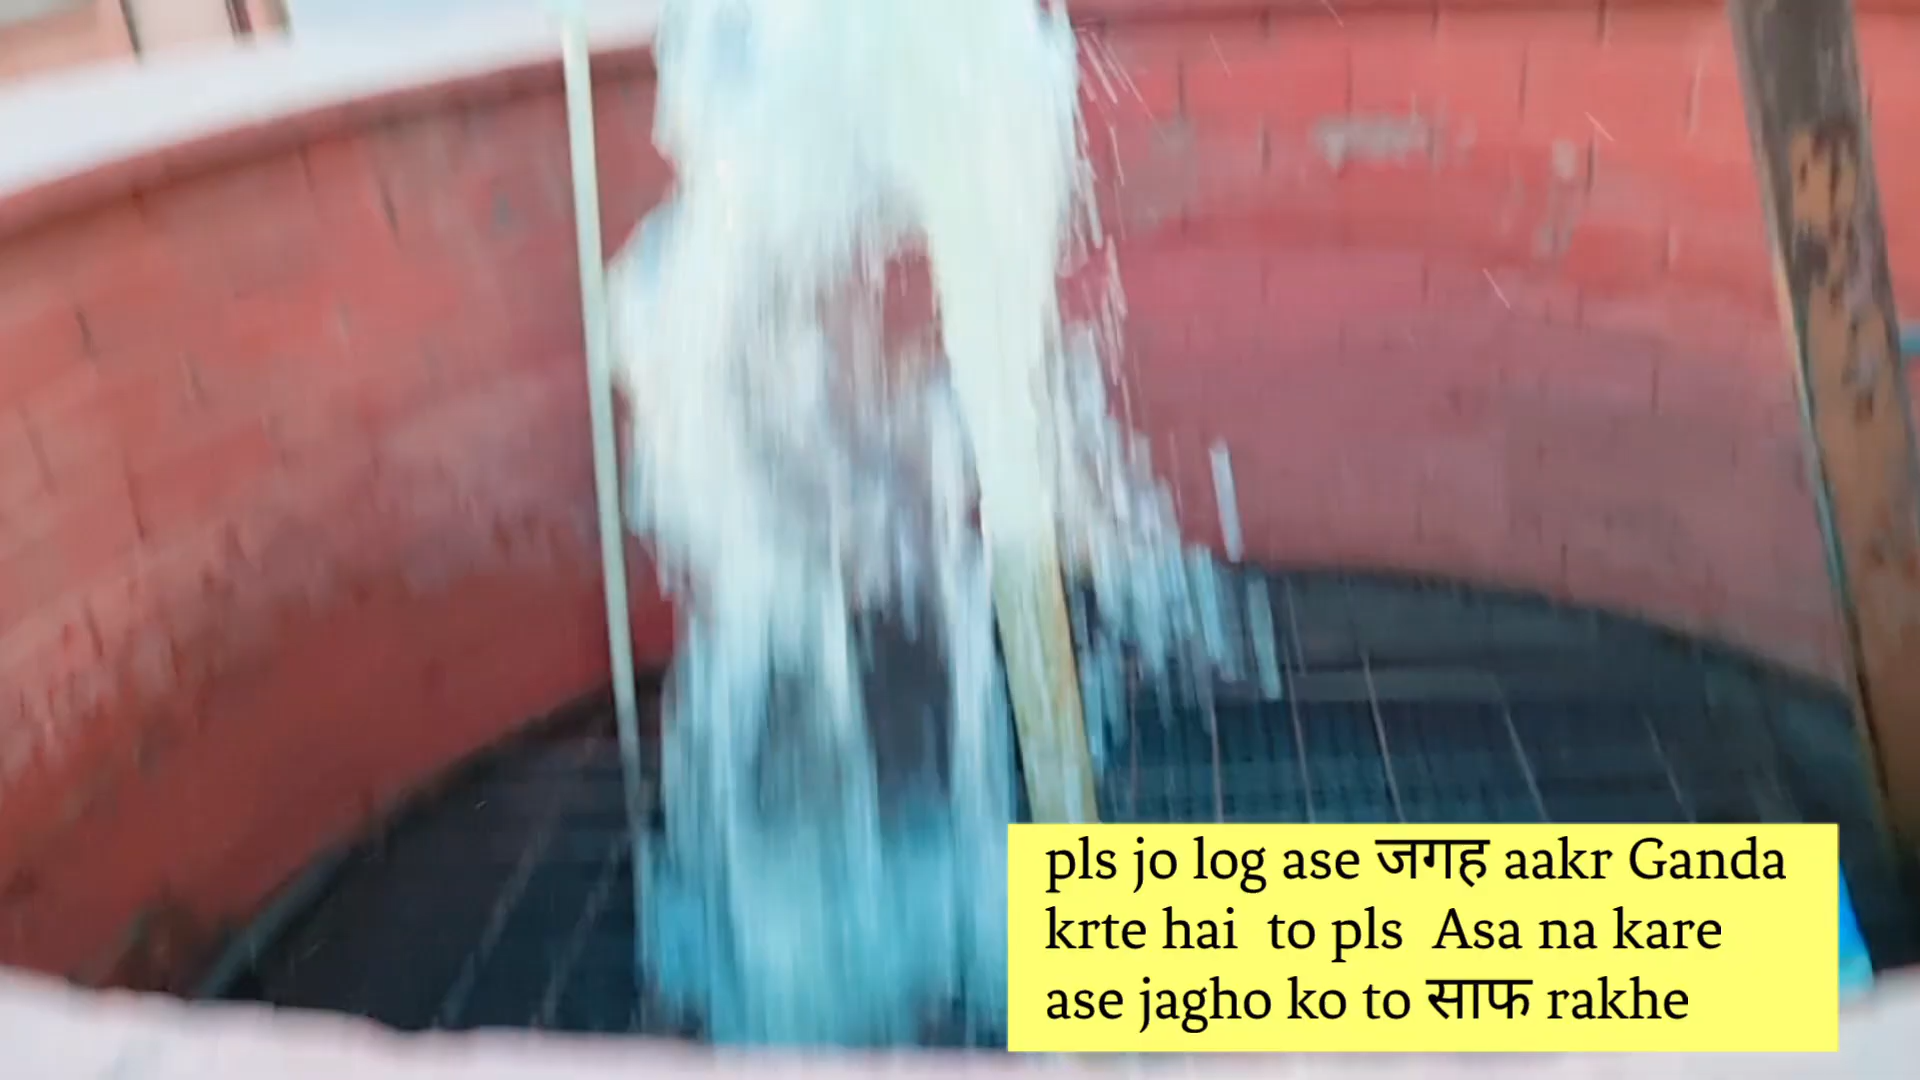 pls jo log ase जगह aakr Ganda
krte hai to pls Asa na kare
ase jagho ko to साफ rakhe